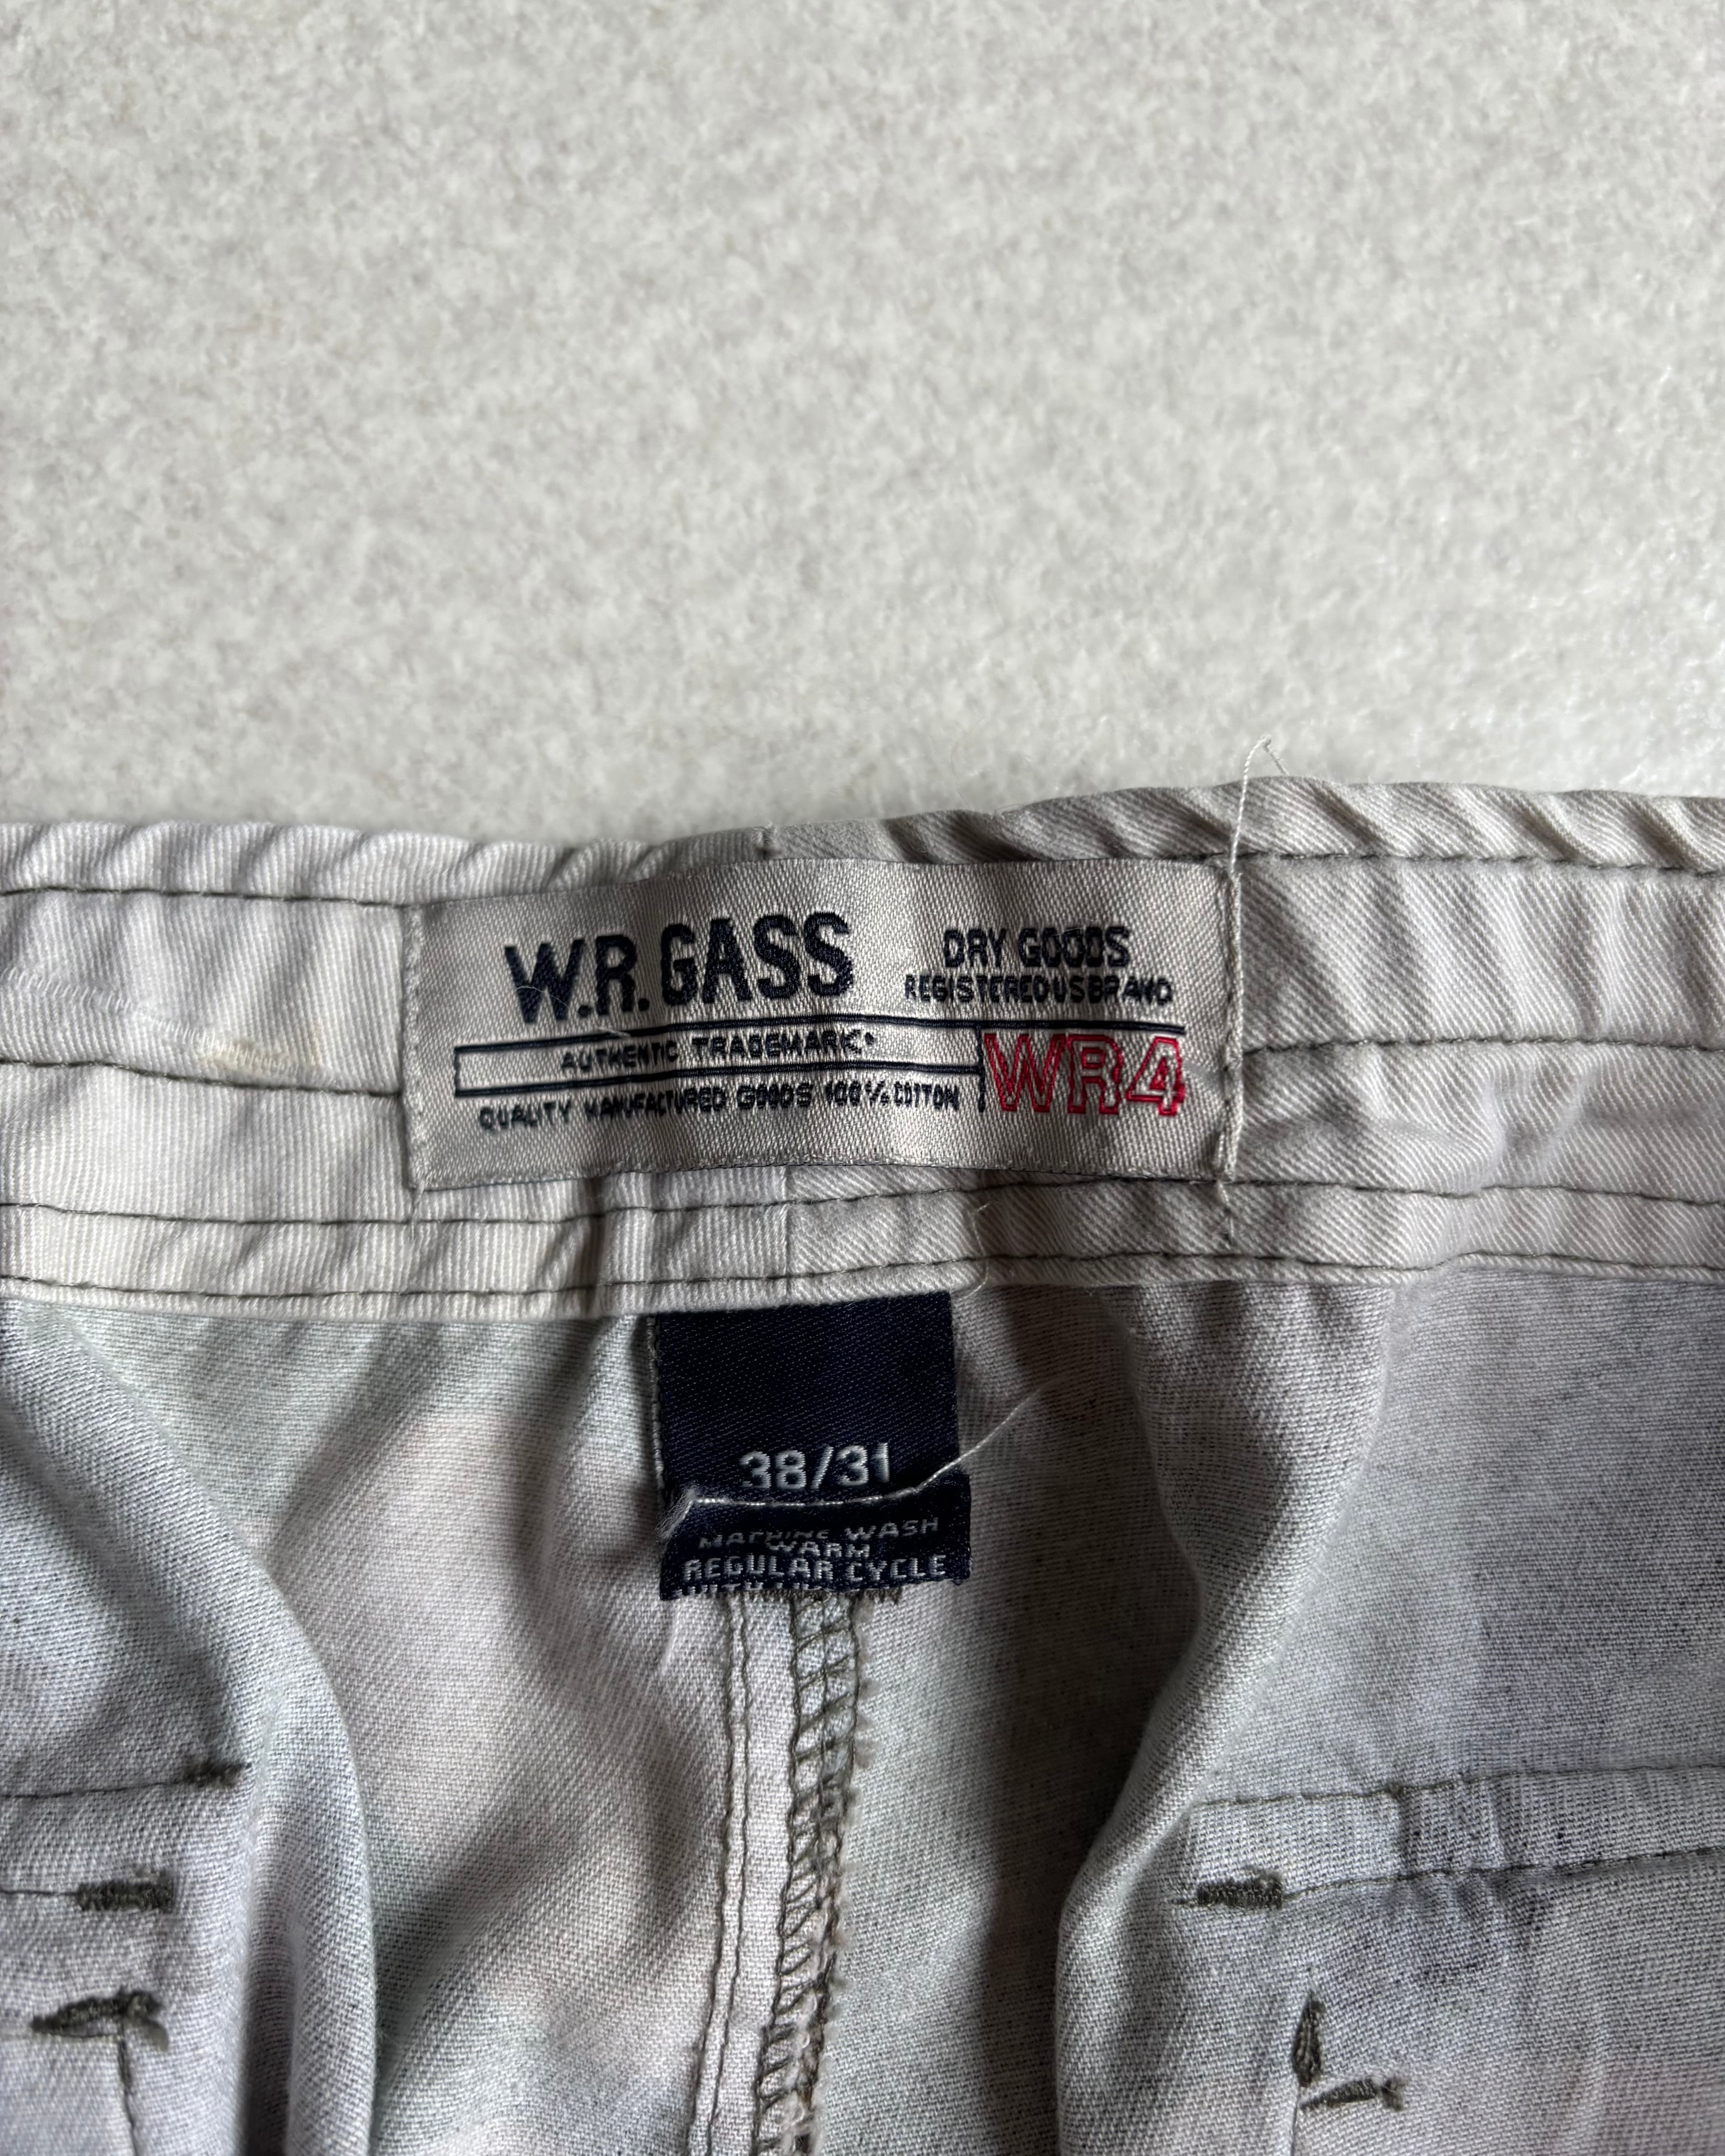 W.R. GASS
DRY GOODS
REGISTERED US BRAND
AUTHENTIC TRADEMARK
QUALITY MANUFACTURED GOODS 100% COTTON
WR4
38/31
MACHINE WASH
WARM
REGULAR CYCLE